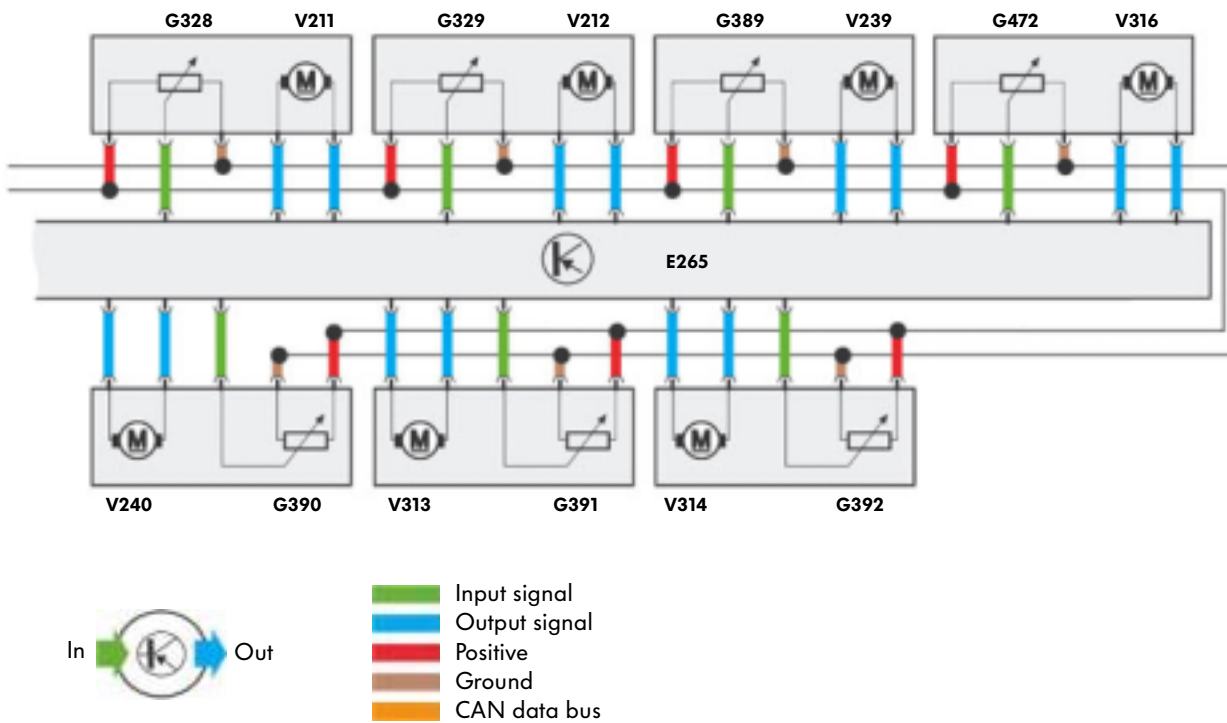 G328 V211 G329 V212 G389 V239 G472 V316
M M M M
E265
M M M
V240 G390 V313 G391 V314 G392
Input signal
Output signal
In Out
Positive
Ground
CAN data bus